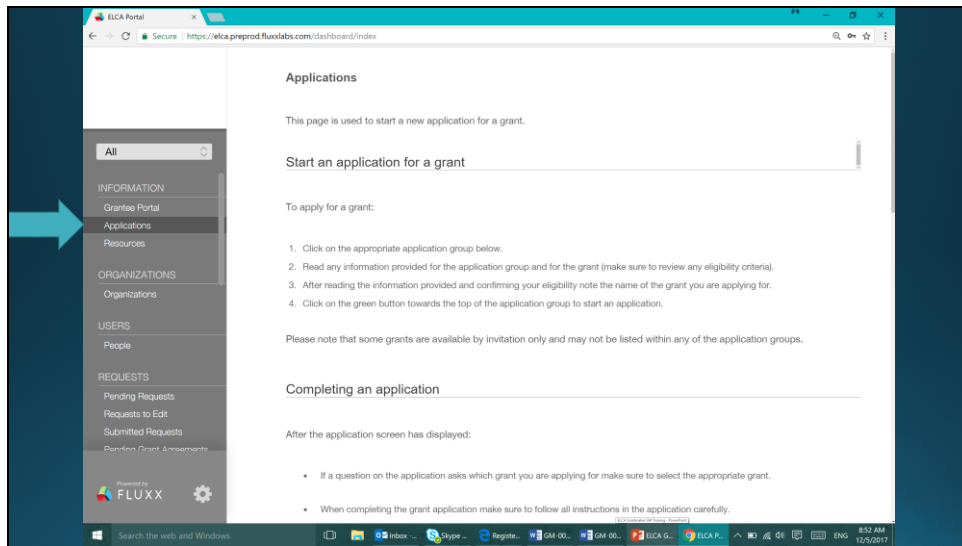 ELCA Portal
Secure https://elca.preprod.fluxxlabs.com/dashboard/index
All
INFORMATION
Grantee Portal
Applications
Resources
ORGANIZATIONS
Organizations
USERS
People
REQUESTS
Pending Requests
Requests to Edit
Submitted Requests
Pending Grant Agreements
Powered by
FLUXX
Applications
This page is used to start a new application for a grant.
Start an application for a grant
To apply for a grant:
1. Click on the appropriate application group below.
2. Read any information provided for the application group and for the grant (make sure to review any eligibility criteria).
3. After reading the information provided and confirming your eligibility note the name of the grant you are applying for.
4. Click on the green button towards the top of the application group to start an application.
Please note that some grants are available by invitation only and may not be listed within any of the application groups.
Completing an application
After the application screen has displayed:
• If a question on the application asks which grant you are applying for make sure to select the appropriate grant.
• When completing the grant application make sure to follow all instructions in the application carefully.
Search the web and Windows
Inbox -...
Skype ...
Registe...
GM-00...
GM-00...
ELCA G...
ELCA P...
ENG
8:52 AM
12/5/2017